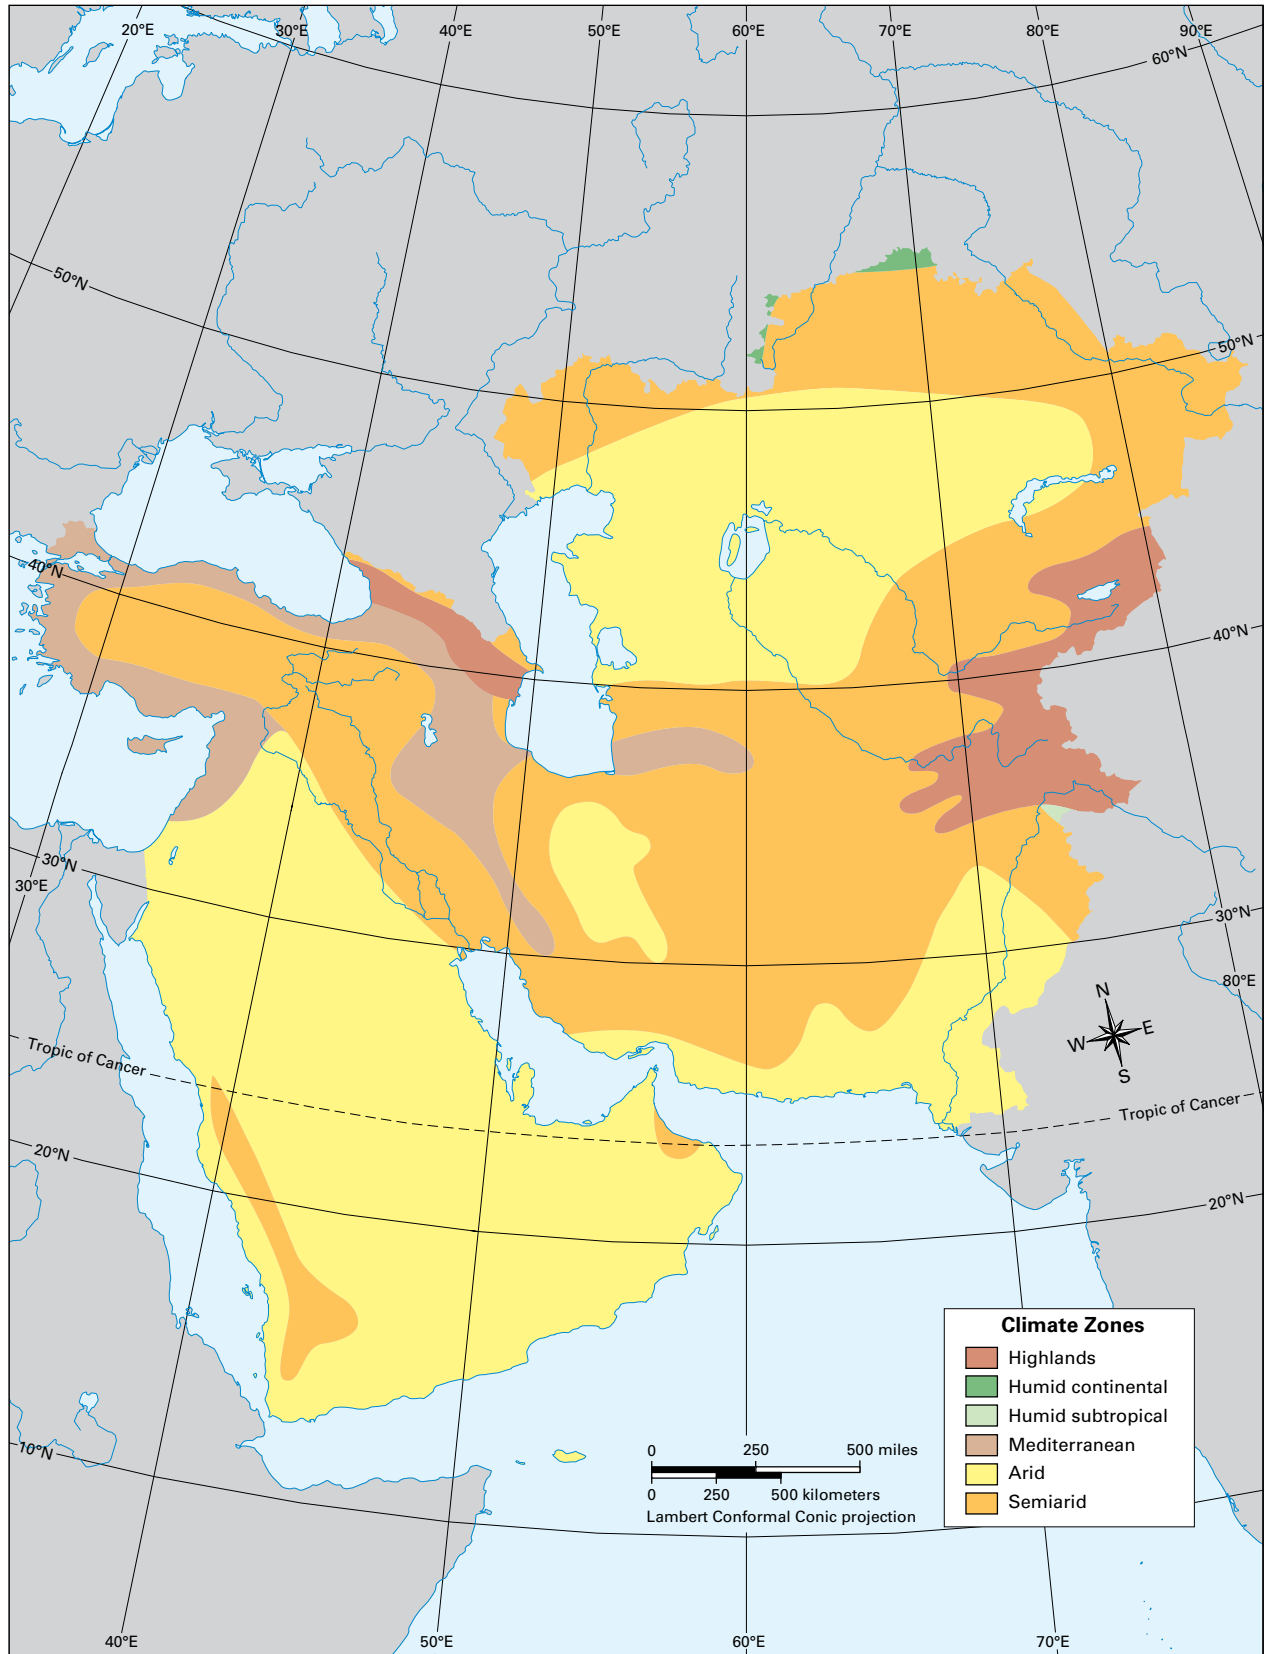 20°E 30°E 40°E 50°E 60°E 70°E 80°E 90°E
60°N
50°N
50°N
40°N
40°N
30°N
30°E
30°N
80°E
N
W E
S
Tropic of Cancer
Tropic of Cancer
20°N
20°N
Climate Zones
Highlands
Humid continental
Humid subtropical
Mediterranean
Arid
Semiarid
10°N
0 250 500 miles
0 250 500 kilometers
Lambert Conformal Conic projection
40°E 50°E 60°E 70°E